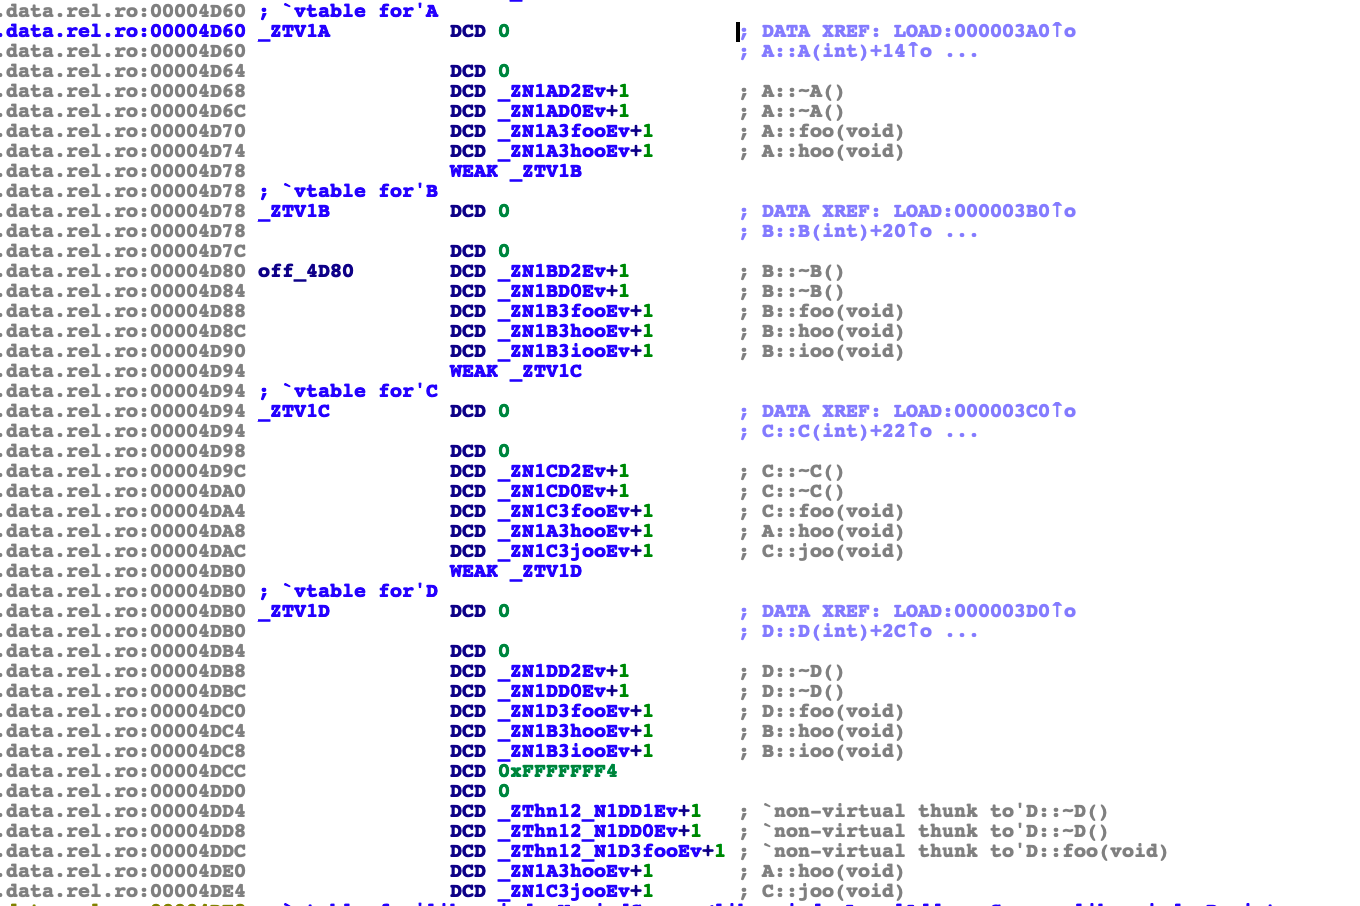 .data.rel.ro:00004D60 ; `vtable for'A
.data.rel.ro:00004D60 _ZTV1A DCD 0 ; DATA XREF: LOAD:000003A0↑o
.data.rel.ro:00004D60 ; A::A(int)+14↑o ...
.data.rel.ro:00004D64 DCD 0
.data.rel.ro:00004D68 DCD _ZN1AD2Ev+1 ; A::~A()
.data.rel.ro:00004D6C DCD _ZN1AD0Ev+1 ; A::~A()
.data.rel.ro:00004D70 DCD _ZN1A3fooEv+1 ; A::foo(void)
.data.rel.ro:00004D74 DCD _ZN1A3hooEv+1 ; A::hoo(void)
.data.rel.ro:00004D78 WEAK _ZTV1B
.data.rel.ro:00004D78 ; `vtable for'B
.data.rel.ro:00004D78 _ZTV1B DCD 0 ; DATA XREF: LOAD:000003B0↑o
.data.rel.ro:00004D78 ; B::B(int)+20↑o ...
.data.rel.ro:00004D7C DCD 0
.data.rel.ro:00004D80 off_4D80 DCD _ZN1BD2Ev+1 ; B::~B()
.data.rel.ro:00004D84 DCD _ZN1BD0Ev+1 ; B::~B()
.data.rel.ro:00004D88 DCD _ZN1B3fooEv+1 ; B::foo(void)
.data.rel.ro:00004D8C DCD _ZN1B3hooEv+1 ; B::hoo(void)
.data.rel.ro:00004D90 DCD _ZN1B3iooEv+1 ; B::ioo(void)
.data.rel.ro:00004D94 WEAK _ZTV1C
.data.rel.ro:00004D94 ; `vtable for'C
.data.rel.ro:00004D94 _ZTV1C DCD 0 ; DATA XREF: LOAD:000003C0↑o
.data.rel.ro:00004D94 ; C::C(int)+22↑o ...
.data.rel.ro:00004D98 DCD 0
.data.rel.ro:00004D9C DCD _ZN1CD2Ev+1 ; C::~C()
.data.rel.ro:00004DA0 DCD _ZN1CD0Ev+1 ; C::~C()
.data.rel.ro:00004DA4 DCD _ZN1C3fooEv+1 ; C::foo(void)
.data.rel.ro:00004DA8 DCD _ZN1A3hooEv+1 ; A::hoo(void)
.data.rel.ro:00004DAC DCD _ZN1C3jooEv+1 ; C::joo(void)
.data.rel.ro:00004DB0 WEAK _ZTV1D
.data.rel.ro:00004DB0 ; `vtable for'D
.data.rel.ro:00004DB0 _ZTV1D DCD 0 ; DATA XREF: LOAD:000003D0↑o
.data.rel.ro:00004DB0 ; D::D(int)+2C↑o ...
.data.rel.ro:00004DB4 DCD 0
.data.rel.ro:00004DB8 DCD _ZN1DD2Ev+1 ; D::~D()
.data.rel.ro:00004DBC DCD _ZN1DD0Ev+1 ; D::~D()
.data.rel.ro:00004DC0 DCD _ZN1D3fooEv+1 ; D::foo(void)
.data.rel.ro:00004DC4 DCD _ZN1B3hooEv+1 ; B::hoo(void)
.data.rel.ro:00004DC8 DCD _ZN1B3iooEv+1 ; B::ioo(void)
.data.rel.ro:00004DCC DCD 0xFFFFFFF4
.data.rel.ro:00004DD0 DCD 0
.data.rel.ro:00004DD4 DCD _ZThn12_N1DD1Ev+1 ; `non-virtual thunk to'D::~D()
.data.rel.ro:00004DD8 DCD _ZThn12_N1DD0Ev+1 ; `non-virtual thunk to'D::~D()
.data.rel.ro:00004DDC DCD _ZThn12_N1D3fooEv+1 ; `non-virtual thunk to'D::foo(void)
.data.rel.ro:00004DE0 DCD _ZN1A3hooEv+1 ; A::hoo(void)
.data.rel.ro:00004DE4 DCD _ZN1C3jooEv+1 ; C::joo(void)